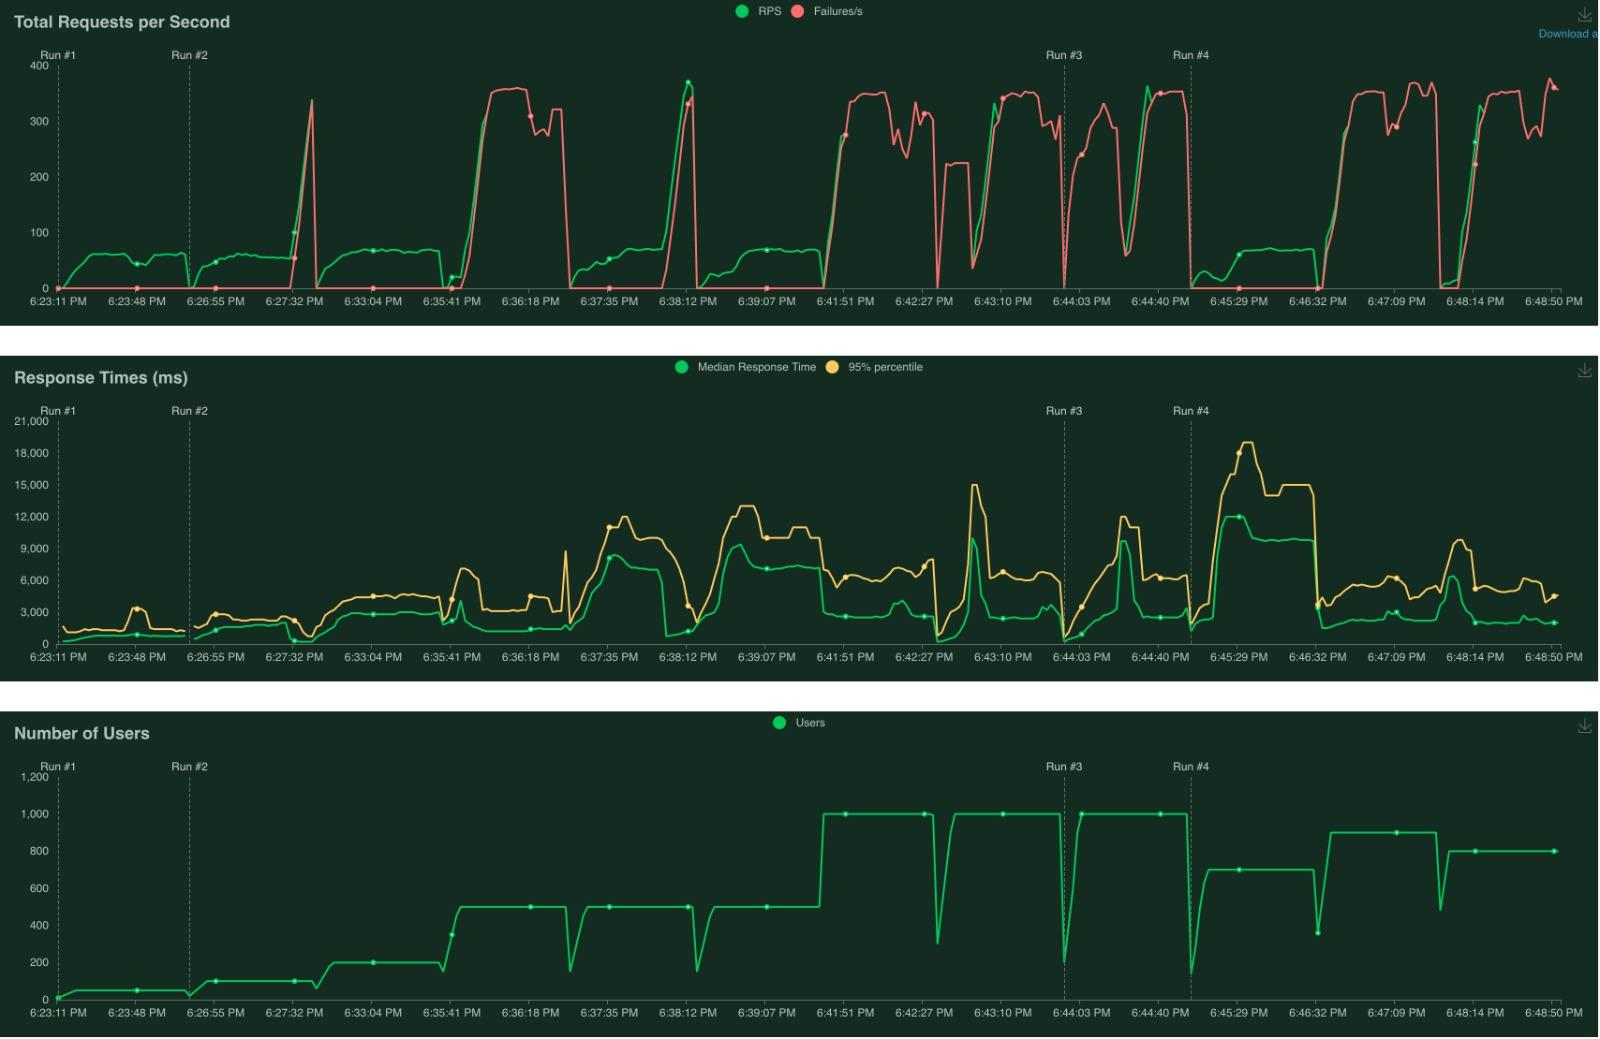 Total Requests per Second
RPS Failures/s
Download a
Run #1 Run #2 Run #3 Run #4
400
300
200
100
0
6:23:11 PM 6:23:48 PM 6:26:55 PM 6:27:32 PM 6:33:04 PM 6:35:41 PM 6:36:18 PM 6:37:35 PM 6:38:12 PM 6:39:07 PM 6:41:51 PM 6:42:27 PM 6:43:10 PM 6:44:03 PM 6:44:40 PM 6:45:29 PM 6:46:32 PM 6:47:09 PM 6:48:14 PM 6:48:50 PM
Response Times (ms)
Median Response Time 95% percentile
Run #1 Run #2 Run #3 Run #4
21,000
18,000
15,000
12,000
9,000
6,000
3,000
0
6:23:11 PM 6:23:48 PM 6:26:55 PM 6:27:32 PM 6:33:04 PM 6:35:41 PM 6:36:18 PM 6:37:35 PM 6:38:12 PM 6:39:07 PM 6:41:51 PM 6:42:27 PM 6:43:10 PM 6:44:03 PM 6:44:40 PM 6:45:29 PM 6:46:32 PM 6:47:09 PM 6:48:14 PM 6:48:50 PM
Number of Users
Users
Run #1 Run #2 Run #3 Run #4
1,200
1,000
800
600
400
200
0
6:23:11 PM 6:23:48 PM 6:26:55 PM 6:27:32 PM 6:33:04 PM 6:35:41 PM 6:36:18 PM 6:37:35 PM 6:38:12 PM 6:39:07 PM 6:41:51 PM 6:42:27 PM 6:43:10 PM 6:44:03 PM 6:44:40 PM 6:45:29 PM 6:46:32 PM 6:47:09 PM 6:48:14 PM 6:48:50 PM